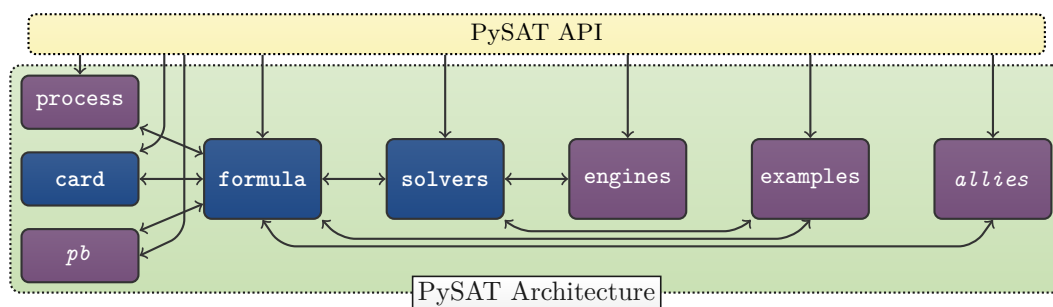 PySAT API
process
card
pb
formula
solvers
engines
examples
allies
PySAT Architecture